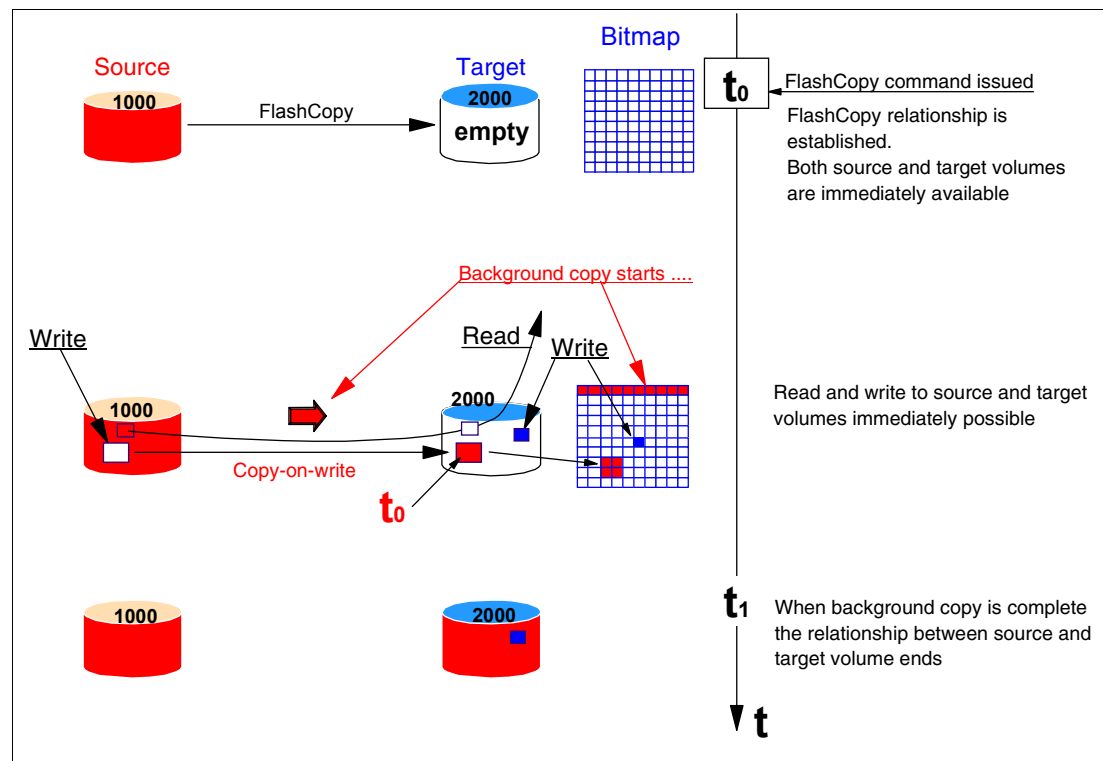 Bitmap
Source
Target
t0
1000
2000
FlashCopy command issued
FlashCopy
empty
FlashCopy relationship is
established.
Both source and target volumes
are immediately available
Background copy starts ....
Write
Read
Write
1000
2000
Read and write to source and target
volumes immediately possible
Copy-on-write
t0
1000
2000
t1
When background copy is complete
the relationship between source and
target volume ends
t